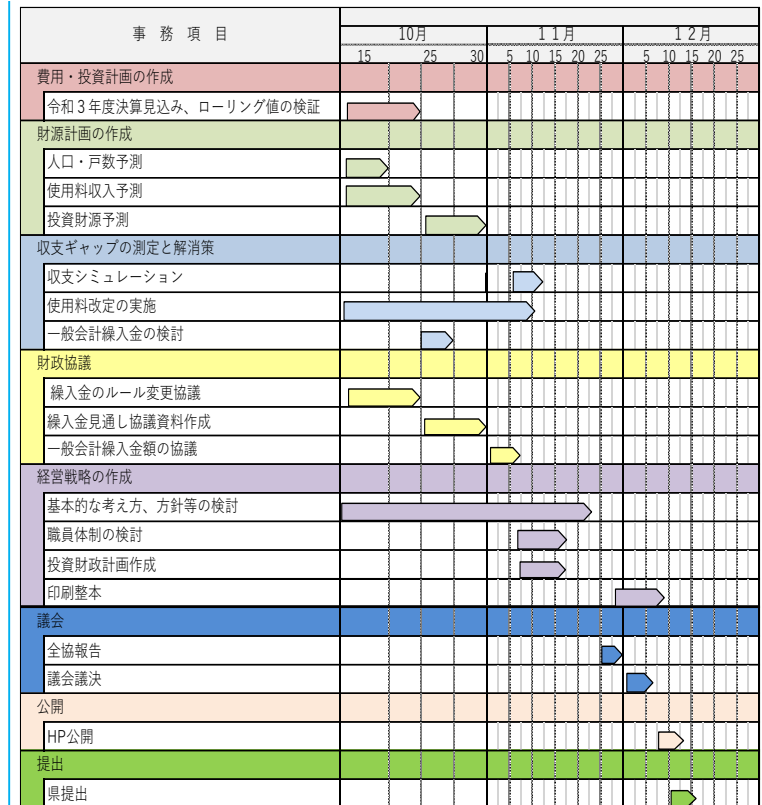 事 務 項 目
10月 11月 12月
15 25 30 5 10 15 20 25 5 10 15 20 25
費用・投資計画の作成
令和３年度決算見込み、ローリング値の検証
財源計画の作成
人口・戸数予測
使用料収入予測
投資財源予測
収支ギャップの測定と解消策
収支シミュレーション
使用料改定の実施
一般会計繰入金の検討
財政協議
繰入金のルール変更協議
繰入金見通し協議資料作成
一般会計繰入金額の協議
経営戦略の作成
基本的な考え方、方針等の検討
職員体制の検討
投資財政計画作成
印刷整本
議会
全協報告
議会議決
公開
HP公開
提出
県提出